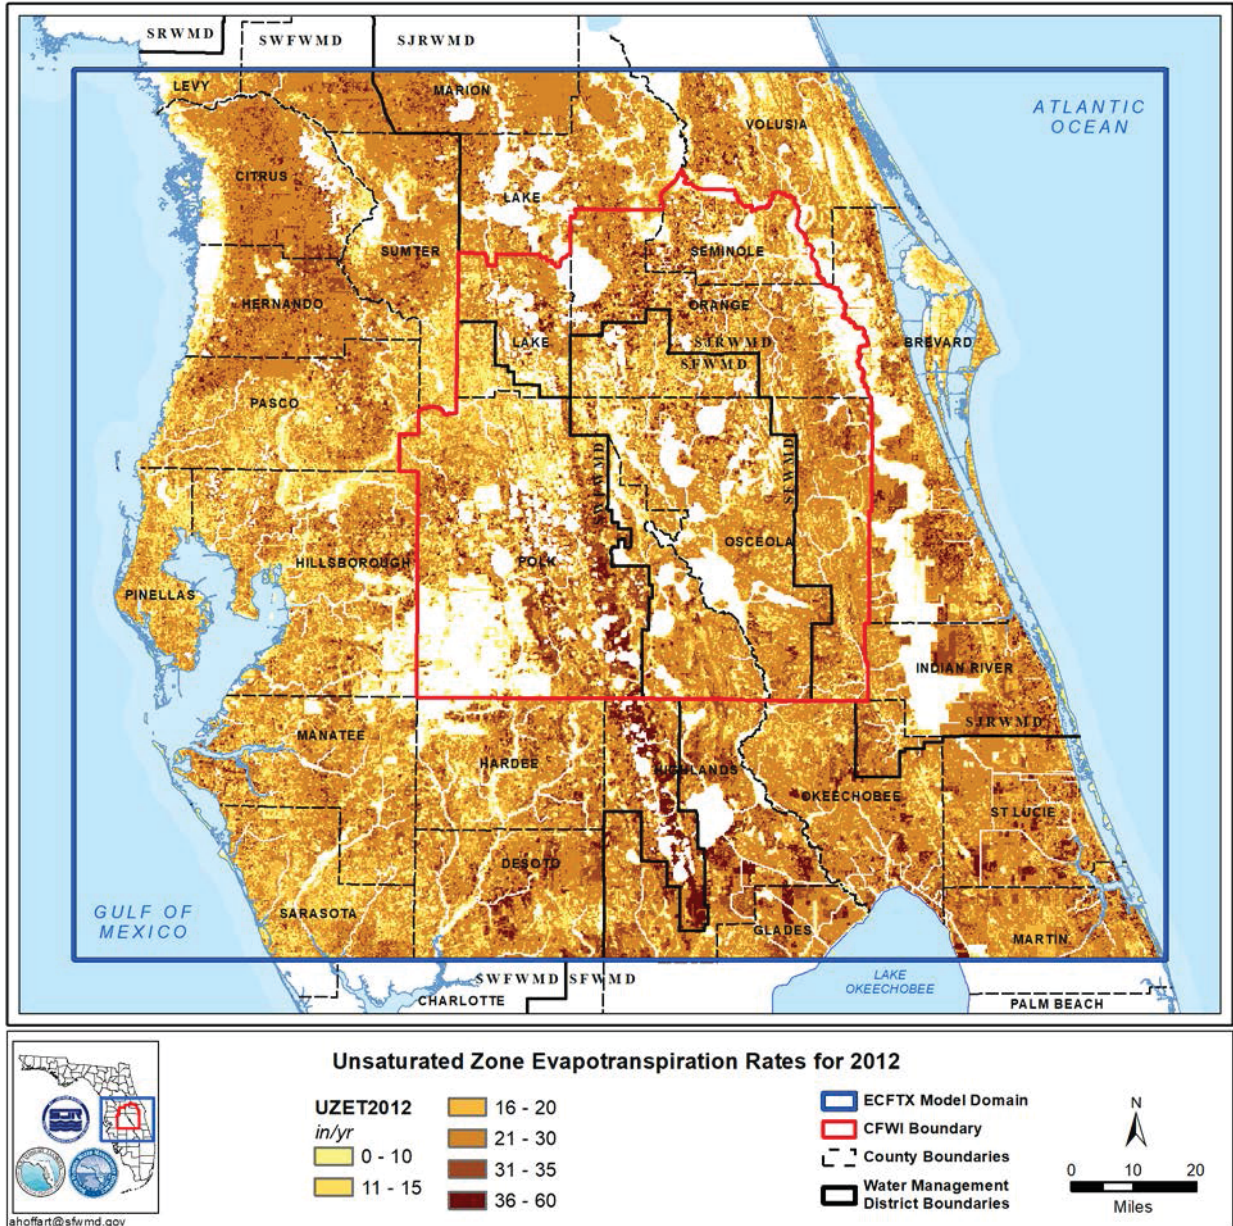 SRWMD
SWFWMD
SJRWMD
LEVY
MARION
VOLUSIA
ATLANTIC
OCEAN
CITRUS
LAKE
SUMTER
SEMINOLE
HERNANDO
ORANGE
LAKE
SJRWMD
SFWMD
BREVARD
PASCO
SWFWMD
SFWMD
OSCEOLA
HILLSBOROUGH
POLK
PINELLAS
INDIAN RIVER
SJRWMD
MANATEE
HARDEE
HIGHLANDS
OKEECHOBEE
ST LUCIE
DESOTO
SARASOTA
GULF OF
MEXICO
GLADES
MARTIN
SWFWMD
SFWMD
CHARLOTTE
LAKE
OKEECHOBEE
PALM BEACH
Unsaturated Zone Evapotranspiration Rates for 2012
UZET2012
in/yr
0 - 10
11 - 15
16 - 20
21 - 30
31 - 35
36 - 60
ECFTX Model Domain
CFWI Boundary
County Boundaries
Water Management
District Boundaries
N
0 10 20
Miles
SJR
ahoffart@sfwmd.gov